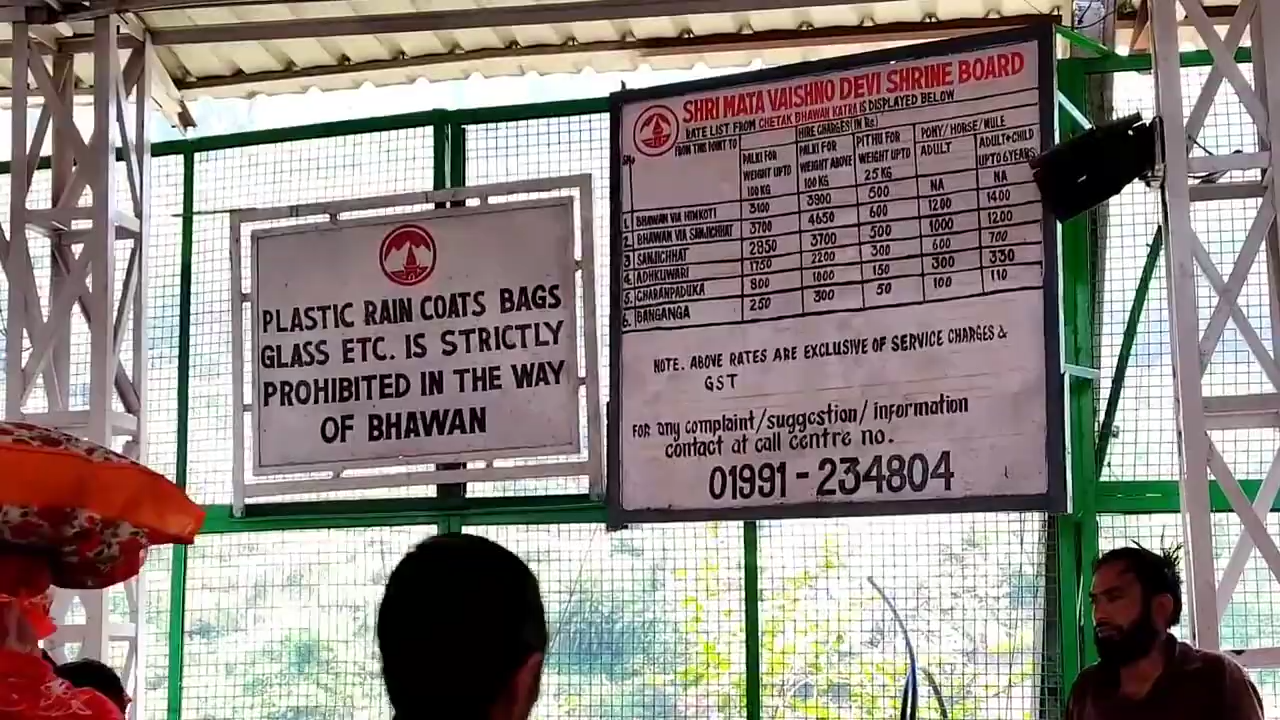 PLASTIC RAIN COATS BAGS
GLASS ETC. IS STRICTLY
PROHIBITED IN THE WAY
OF BHAWAN
SHRI MATA VAISHNO DEVI SHRINE BOARD
RATE LIST FROM CHETAK BHAWAN KATRA IS DISPLAYED BELOW
FROM THIS POINT TO HIRE CHARGES (IN Rs) PONY/HORSE/MULE
PALKI FOR WEIGHT UPTO 100 KG PALKI FOR WEIGHT ABOVE 100 KG PITHU FOR WEIGHT UPTO 25 KG ADULT ADULT+CHILD UPTO 6 YEARS
1. BHAWAN VIA HIMKOTI 3100 3900 500 NA NA
2. BHAWAN VIA SANJICHHAT 3700 4650 600 1200 1400
3 SANJICHHAT 2950 3700 500 1000 1200
4. ADHKUWARI 1750 2200 300 600 700
5. CHARANPADUKA 800 1000 150 300 330
6. BANGANGA 250 300 50 100 110
NOTE. ABOVE RATES ARE EXCLUSIVE OF SERVICE CHARGES &
GST
FOR any complaint/suggestion/information
contact at call centre no.
01991-234804